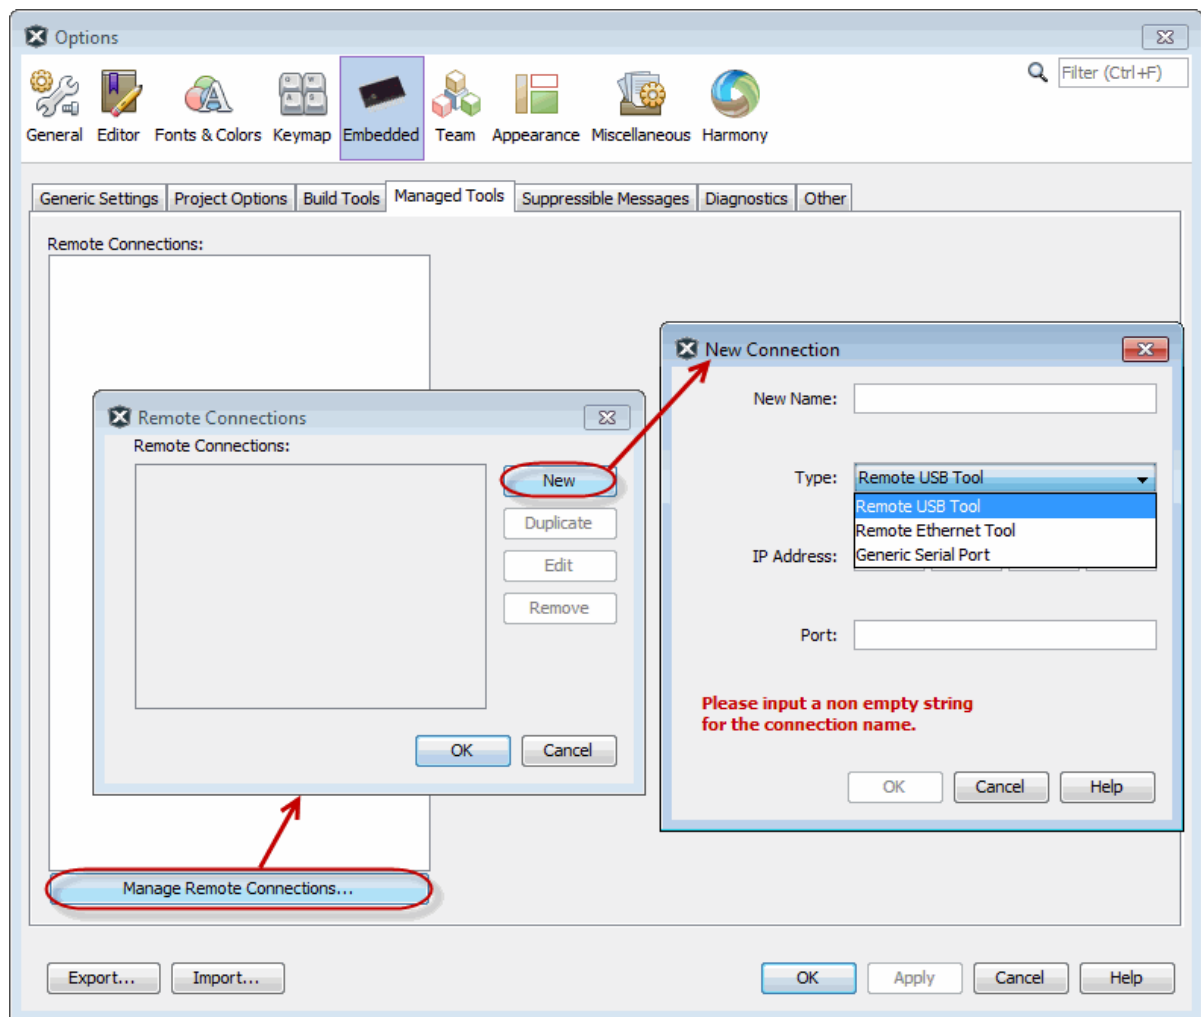 Options
Filter (Ctrl+F)
General Editor Fonts & Colors Keymap Embedded Team Appearance Miscellaneous Harmony
Generic Settings Project Options Build Tools Managed Tools Suppressible Messages Diagnostics Other
Remote Connections:
Remote Connections
Remote Connections:
New
Duplicate
Edit
Remove
OK Cancel
New Connection
New Name:
Type: Remote USB Tool
Remote USB Tool
Remote Ethernet Tool
Generic Serial Port
IP Address:
Port:
Please input a non empty string
for the connection name.
OK Cancel Help
Manage Remote Connections...
Export... Import... OK Apply Cancel Help